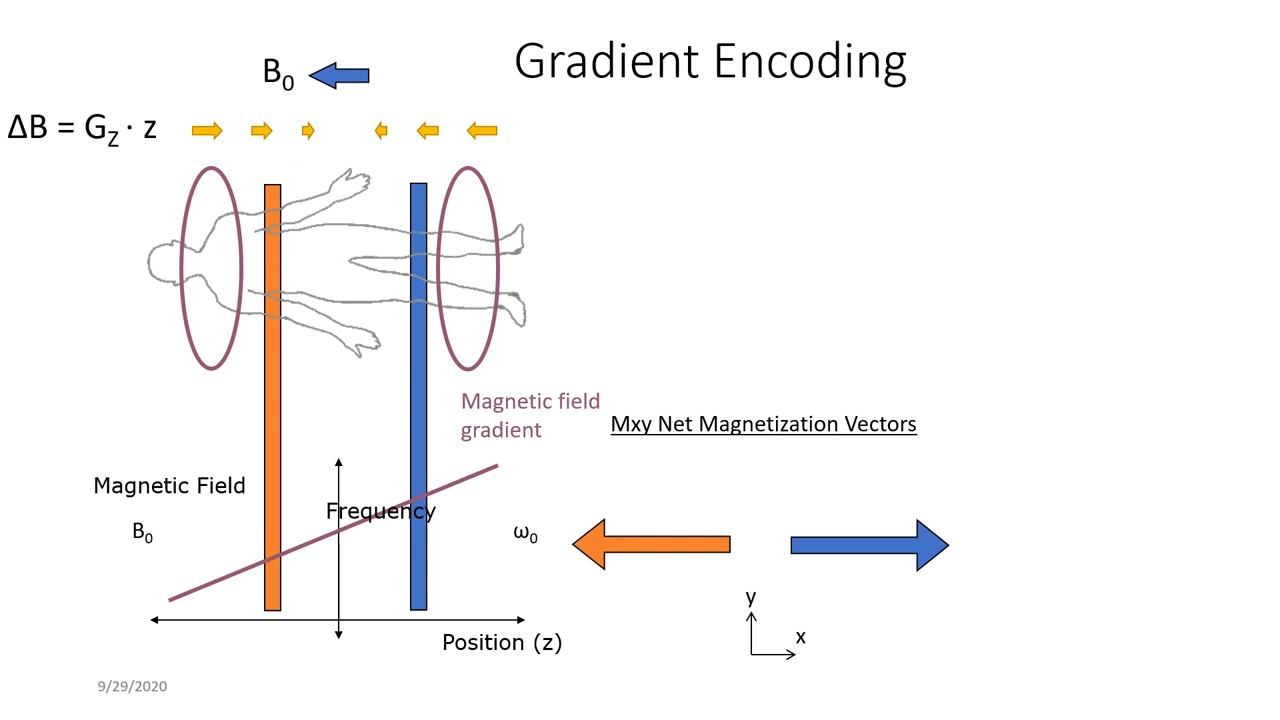 Gradient Encoding
B₀
ΔB = G_Z · z
Magnetic field
gradient
Mxy Net Magnetization Vectors
Magnetic Field
Frequency
B₀
ω₀
y
x
Position (z)
9/29/2020